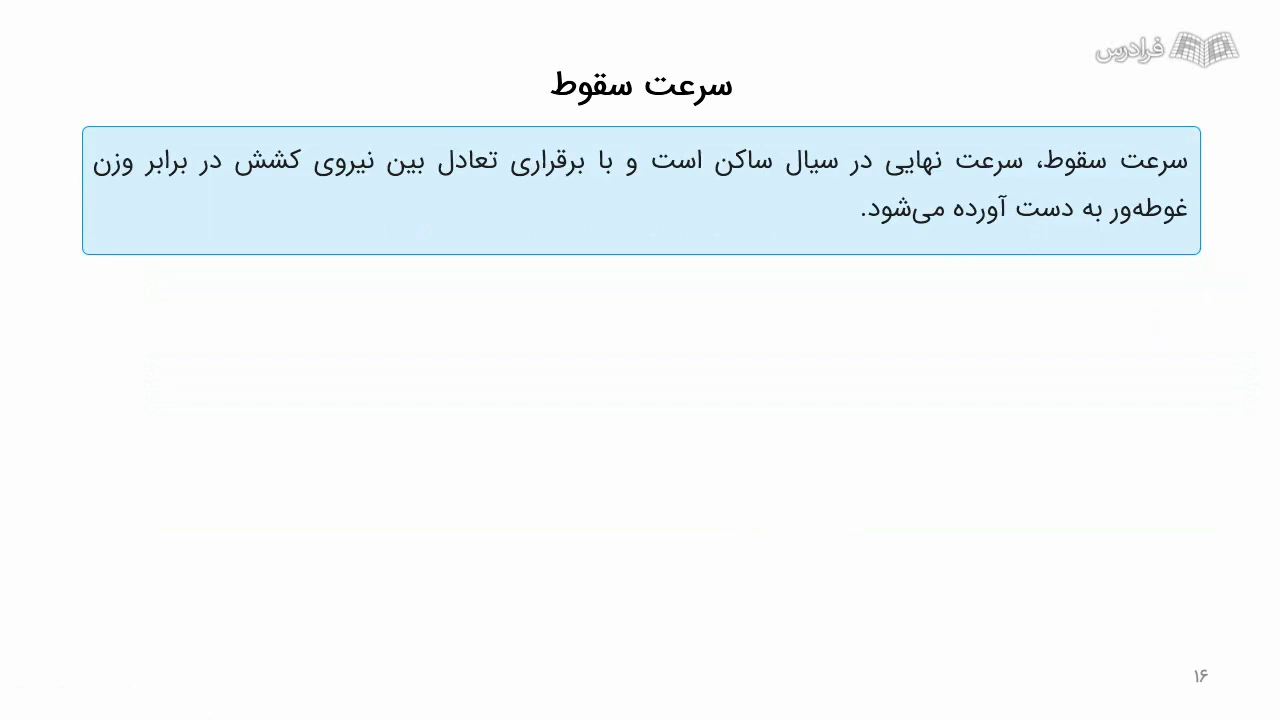 فرادرس
سرعت سقوط
سرعت سقوط، سرعت نهایی در سیال ساکن است و با برقراری تعادل بین نیروی کشش در برابر وزن
غوطه‌ور به دست آورده می‌شود.
۱۶